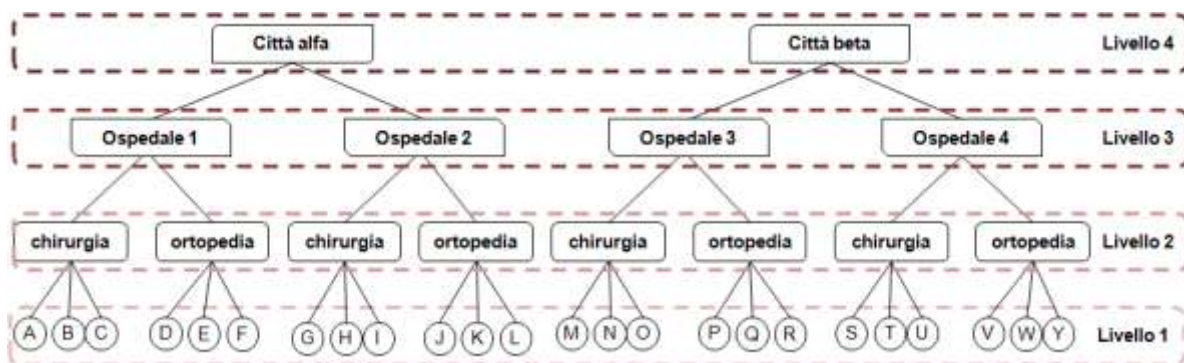 Città alfa Città beta Livello 4
Ospedale 1 Ospedale 2 Ospedale 3 Ospedale 4 Livello 3
chirurgia ortopedia chirurgia ortopedia chirurgia ortopedia chirurgia ortopedia Livello 2
A B C D E F G H I J K L M N O P Q R S T U V W Y Livello 1